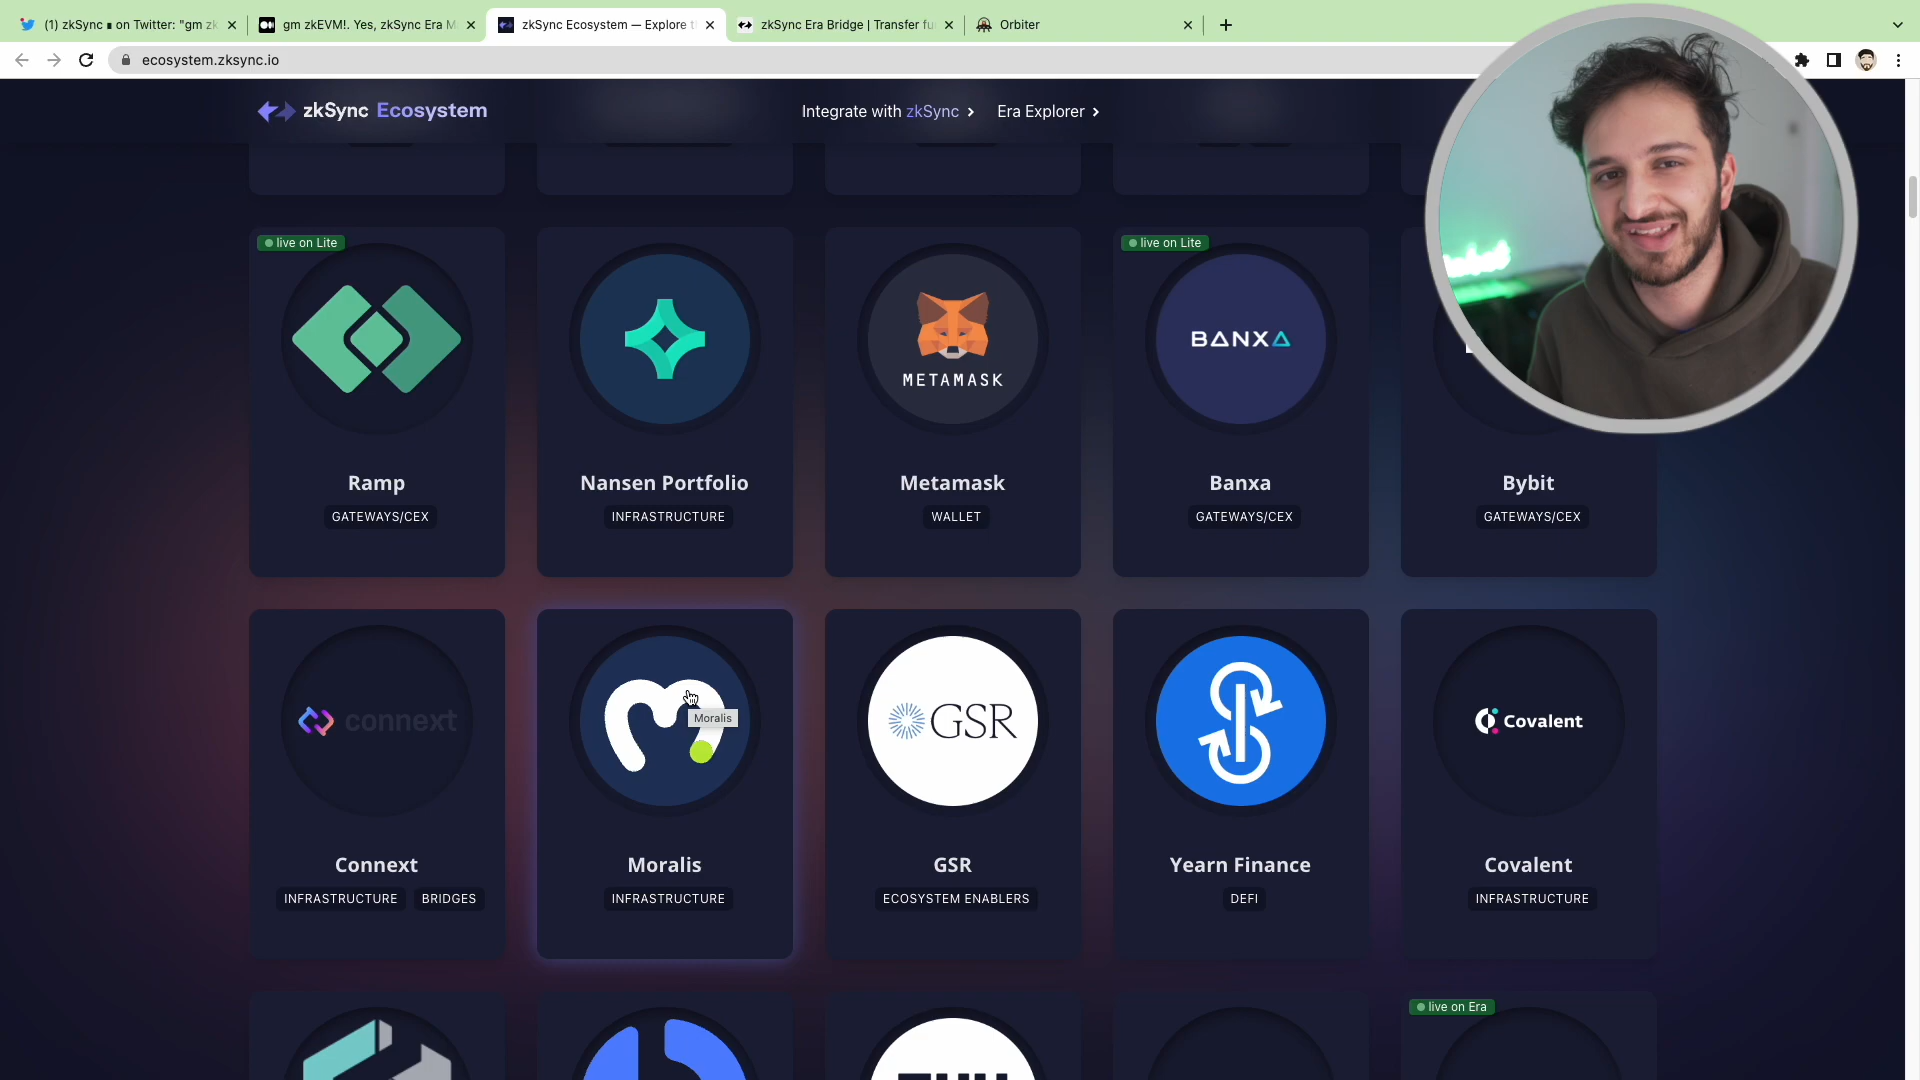 (1) zkSync ∎ on Twitter: "gm zk
gm zkEVM!. Yes, zkSync Era M
zkSync Ecosystem — Explore t
zkSync Era Bridge | Transfer fu
Orbiter
ecosystem.zksync.io
zkSync Ecosystem
Integrate with zkSync
Era Explorer
live on Lite
live on Lite
METAMASK
BANXA
Ramp
Nansen Portfolio
Metamask
Banxa
Bybit
GATEWAYS/CEX
INFRASTRUCTURE
WALLET
GATEWAYS/CEX
GATEWAYS/CEX
connext
Moralis
GSR
Covalent
Connext
Moralis
GSR
Yearn Finance
Covalent
INFRASTRUCTURE BRIDGES
INFRASTRUCTURE
ECOSYSTEM ENABLERS
DEFI
INFRASTRUCTURE
live on Era